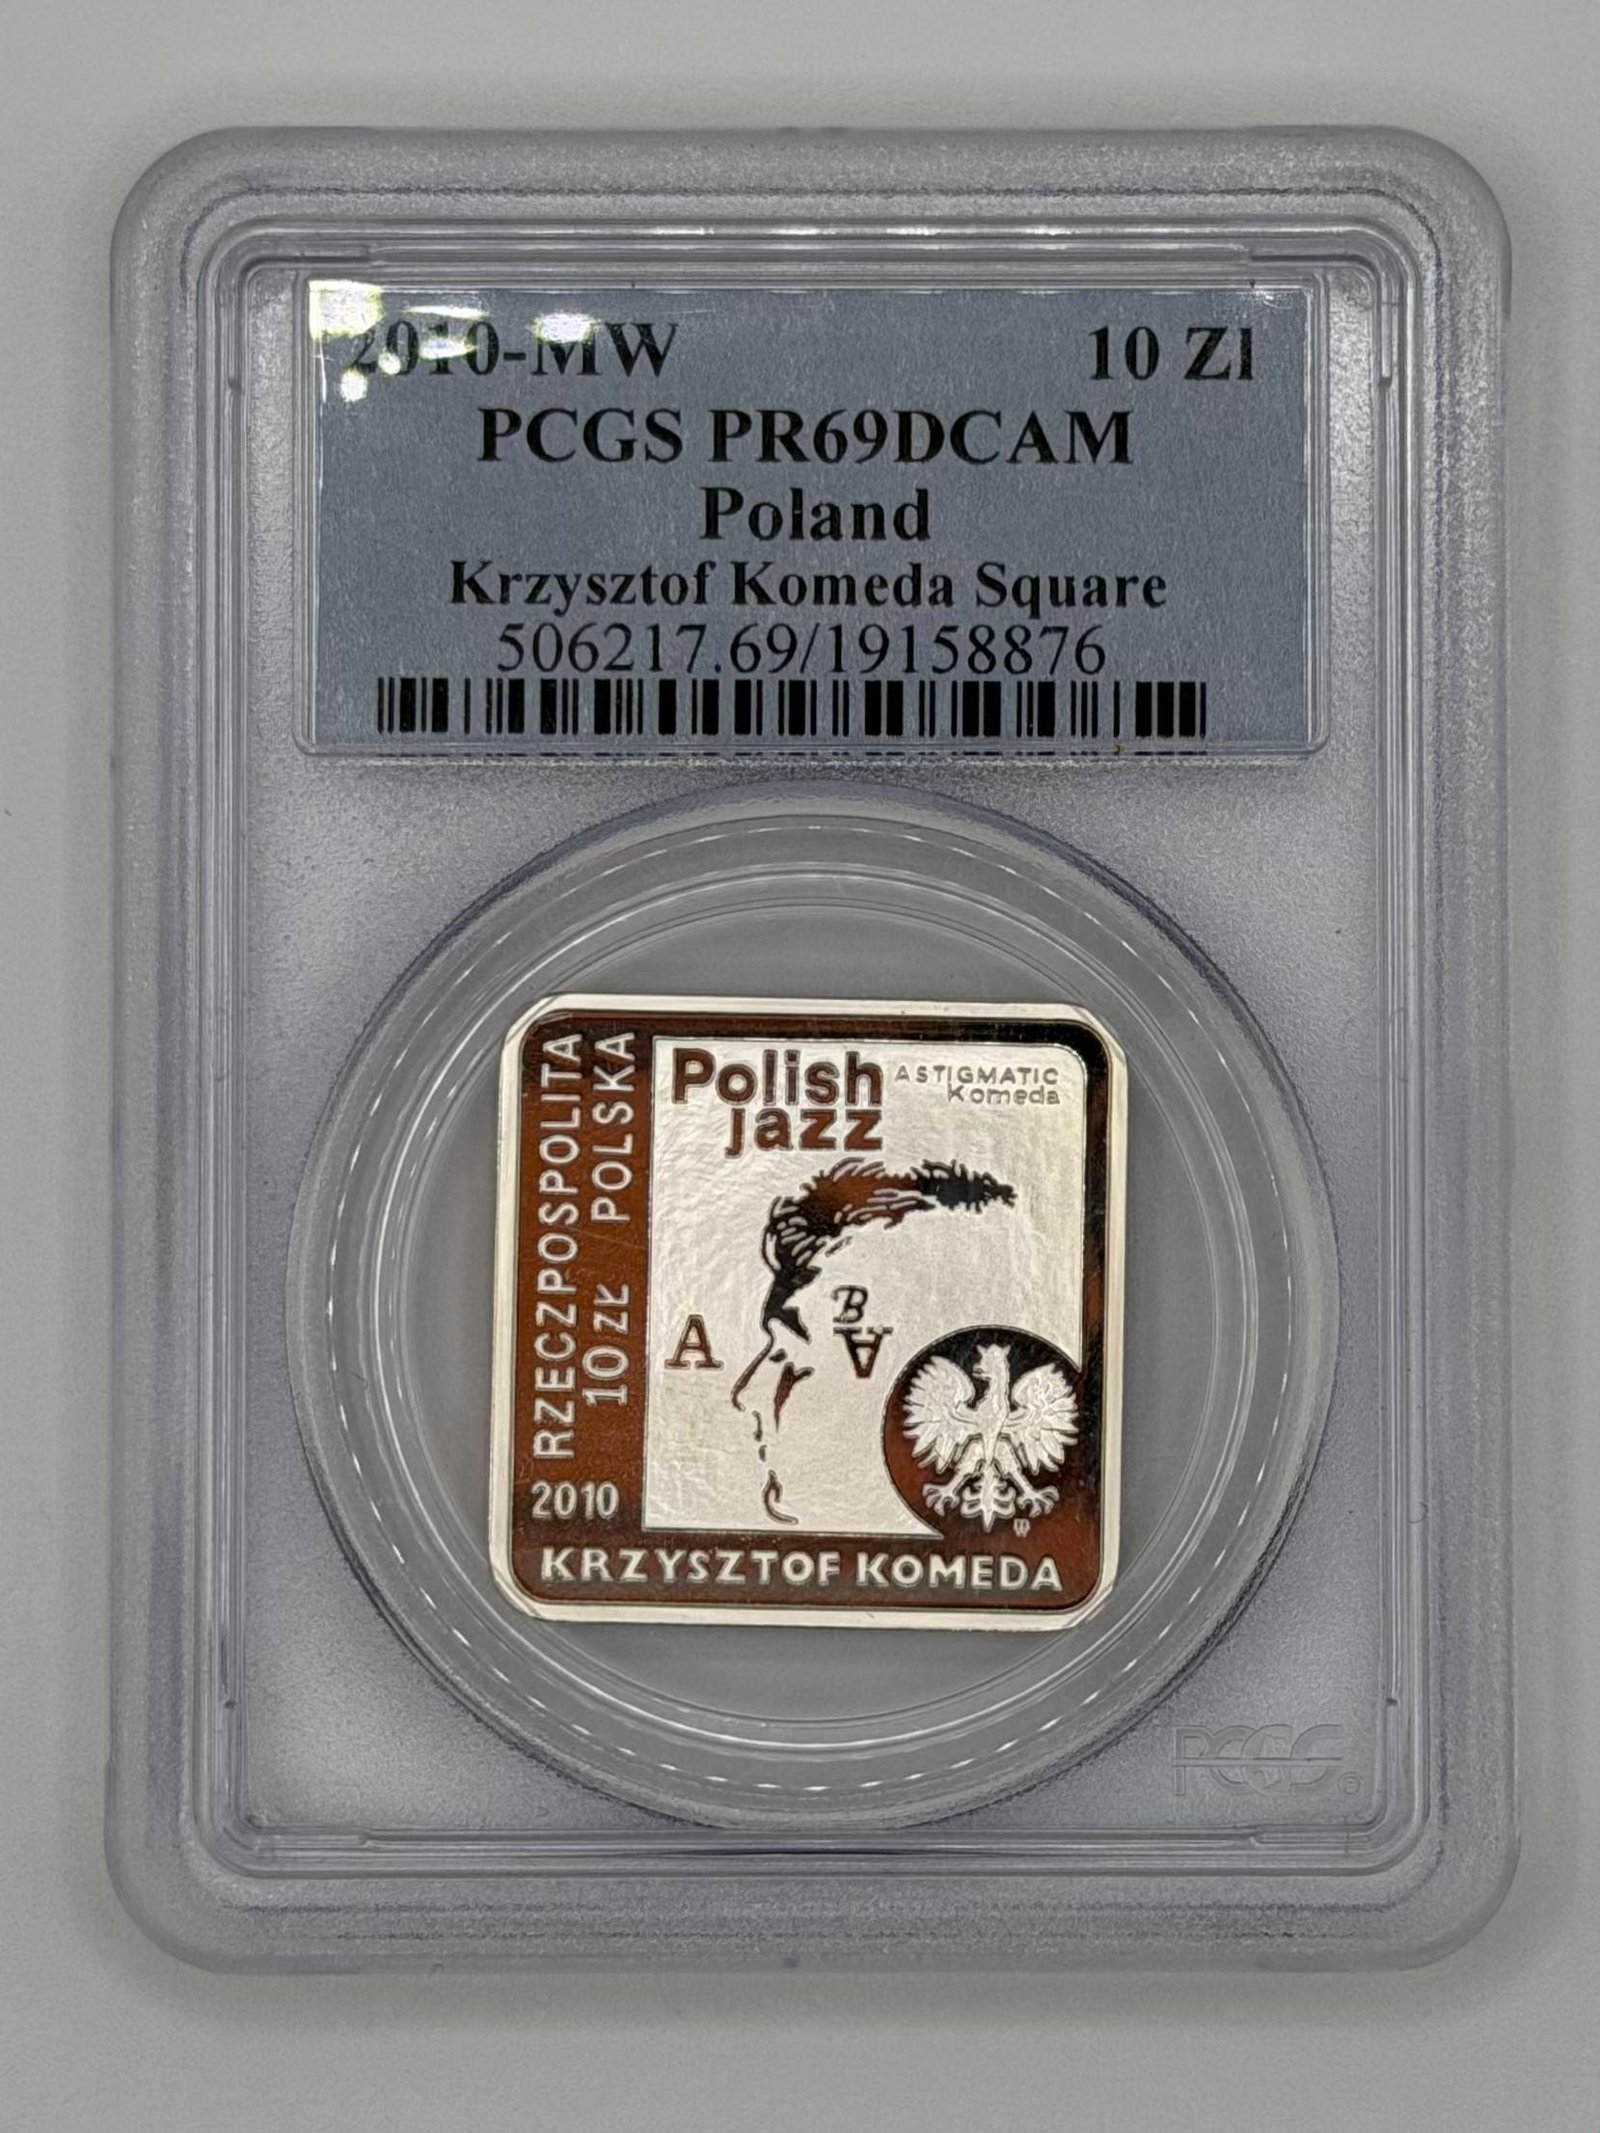 2010-MW 10 Zl
PCGS PR69DCAM
Poland
Krzysztof Komeda Square
506217.69/19158876
RZECZPOSPOLITA
10 ZŁ POLSKA
Polish
jazz
ASTIGMATIC
Komeda
A
B
A
2010
KRZYSZTOF KOMEDA
PCGS